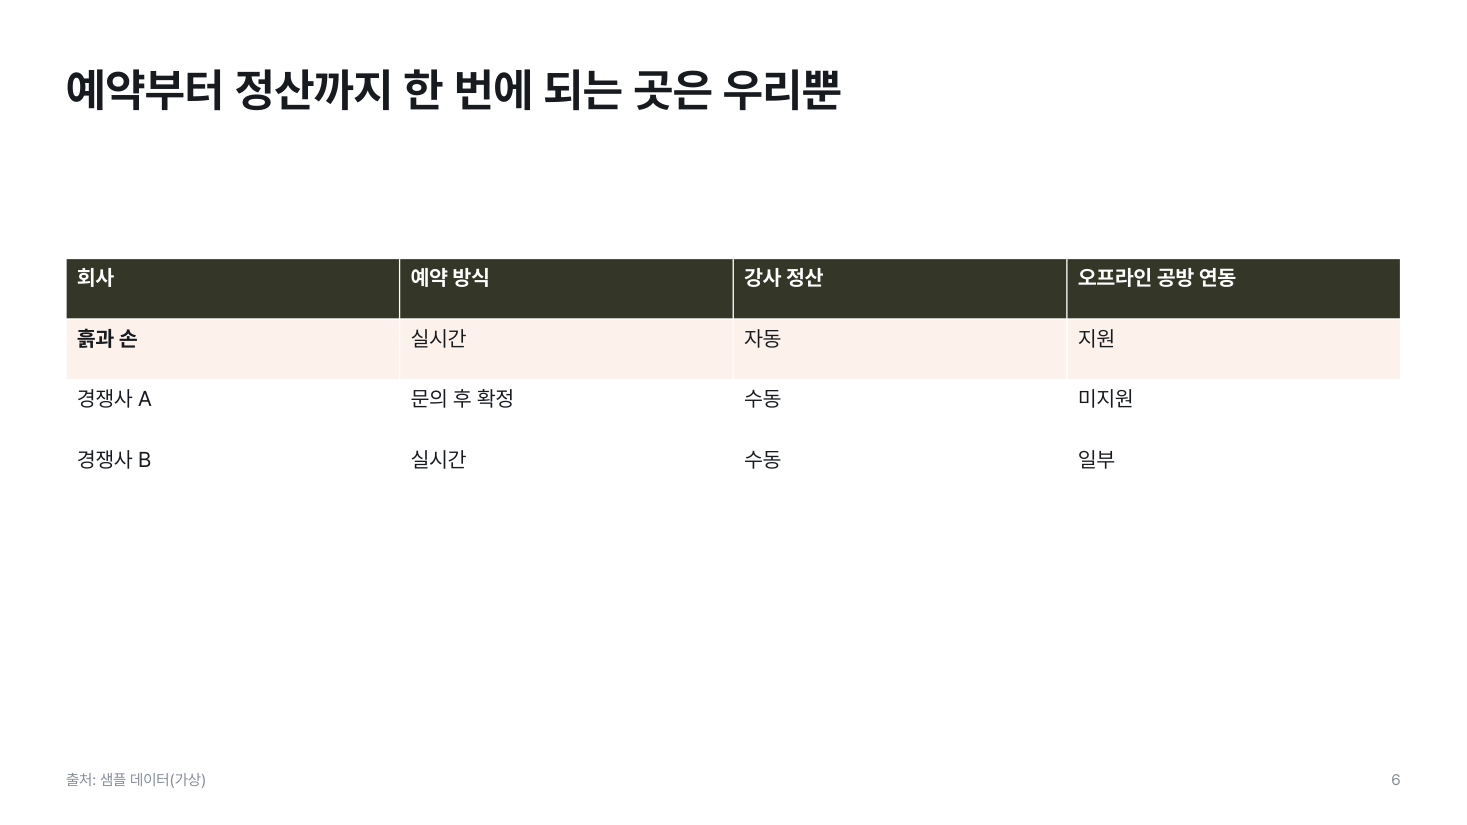 예약부터 정산까지 한 번에 되는 곳은 우리뿐
회사 예약 방식 강사 정산 오프라인 공방 연동
흙과 손 실시간 자동 지원
경쟁사 A 문의 후 확정 수동 미지원
경쟁사 B 실시간 수동 일부
출처: 샘플 데이터(가상) 6